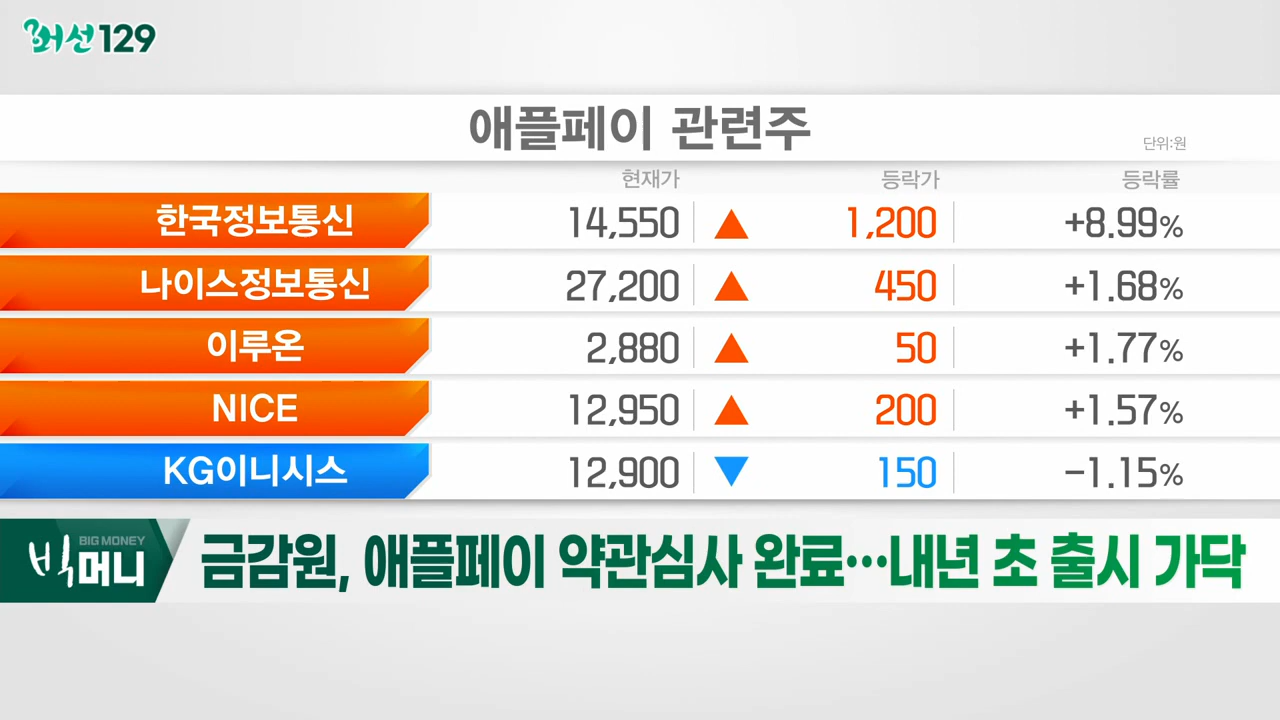 머선129
애플페이 관련주
단위:원
현재가 등락가 등락률
한국정보통신 14,550 ▲ 1,200 +8.99%
나이스정보통신 27,200 ▲ 450 +1.68%
이루온 2,880 ▲ 50 +1.77%
NICE 12,950 ▲ 200 +1.57%
KG이니시스 12,900 ▼ 150 -1.15%
BIG MONEY
빅머니
금감원, 애플페이 약관심사 완료…내년 초 출시 가닥